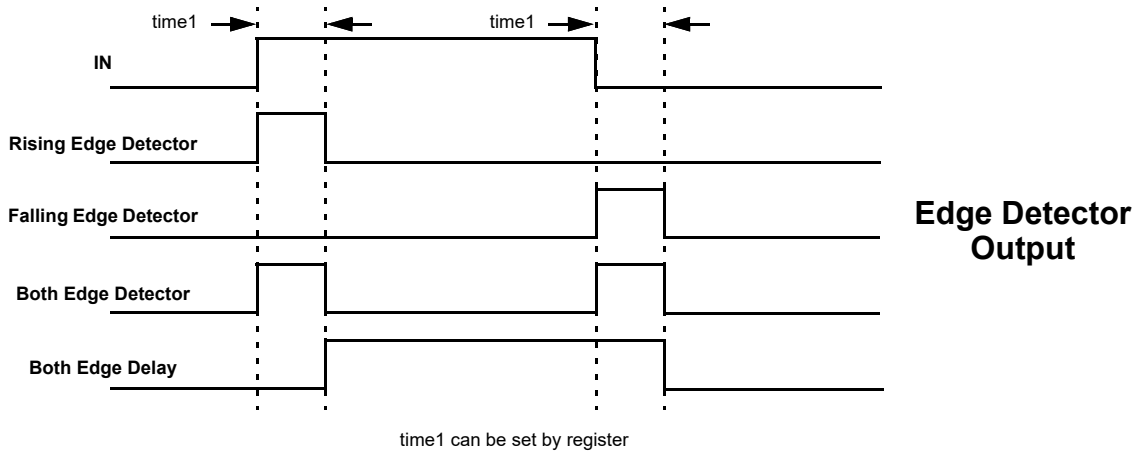 time1
time1
IN
Rising Edge Detector
Falling Edge Detector
Edge Detector
Output
Both Edge Detector
Both Edge Delay
time1 can be set by register